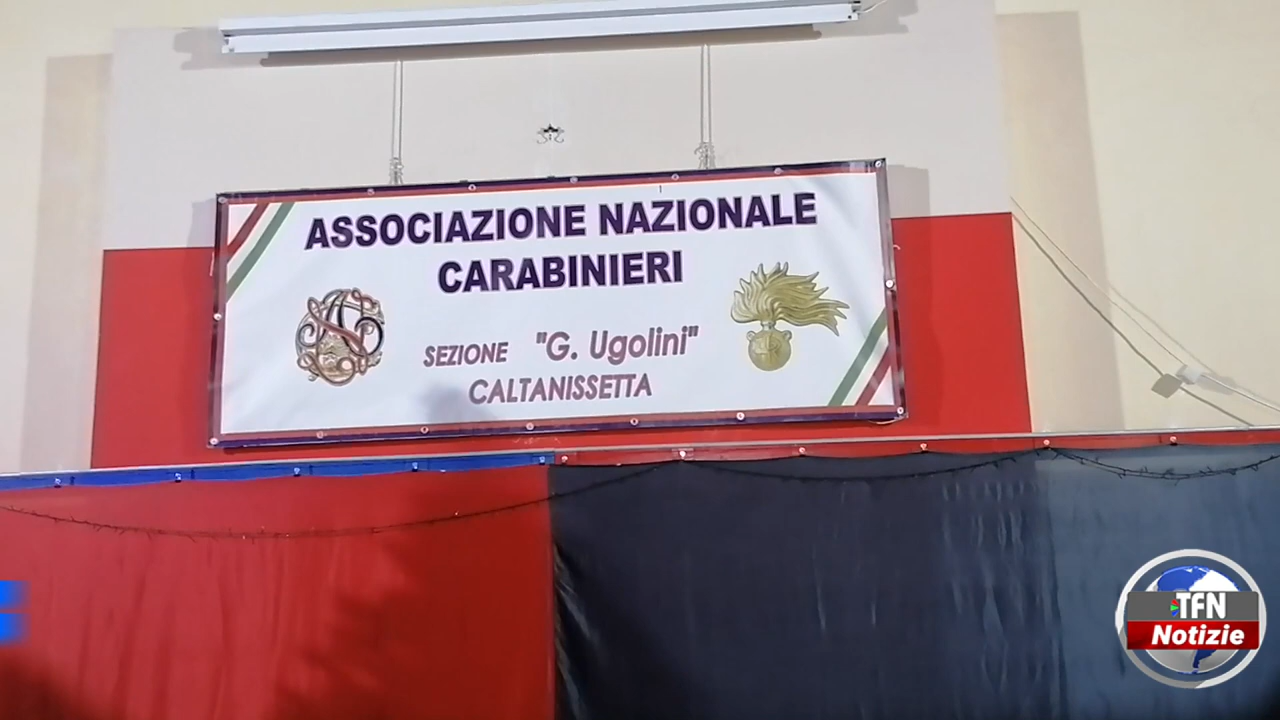 ASSOCIAZIONE NAZIONALE
CARABINIERI
SEZIONE "G. Ugolini"
CALTANISSETTA
TFN
Notizie